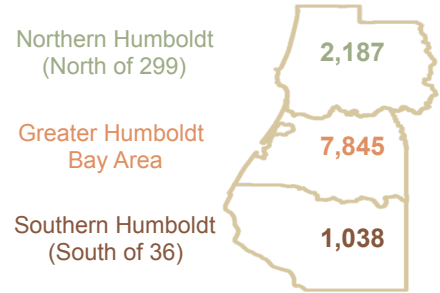 Northern Humboldt
(North of 299)
2,187
Greater Humboldt
Bay Area
7,845
Southern Humboldt
(South of 36)
1,038